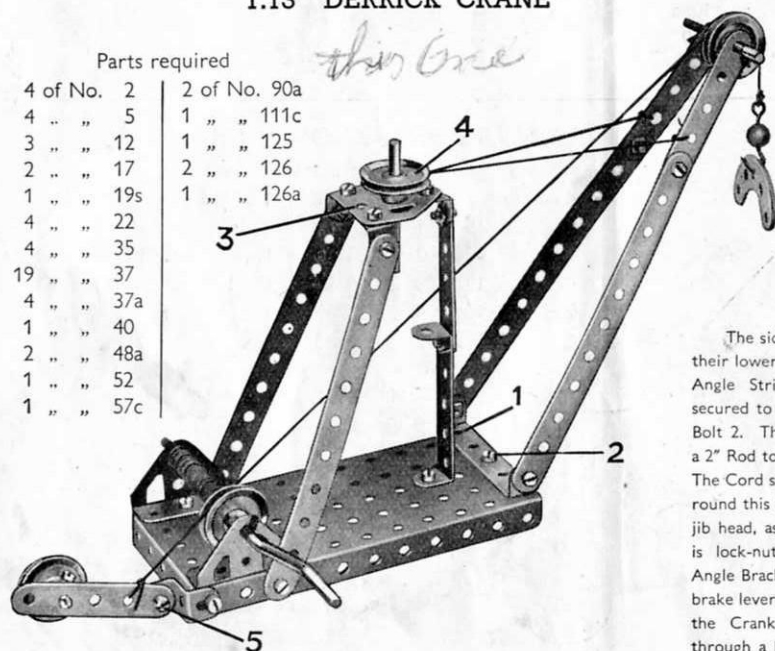 1.13 DERRICK CRANE
this One
Parts required
4 of No. 2
4 „ „ 5
3 „ „ 12
2 „ „ 17
1 „ „ 19s
4 „ „ 22
4 „ „ 35
19 „ „ 37
4 „ „ 37a
1 „ „ 40
2 „ „ 48a
1 „ „ 52
1 „ „ 57c
2 of No. 90a
1 „ „ 111c
1 „ „ 125
2 „ „ 126
1 „ „ 126a
4
3
1
2
5
The sid
their lower
Angle Stri
secured to
Bolt 2. Th
a 2" Rod to
The Cord s
round this
jib head, as
is lock-nut
Angle Brack
brake lever
the Crank
through a